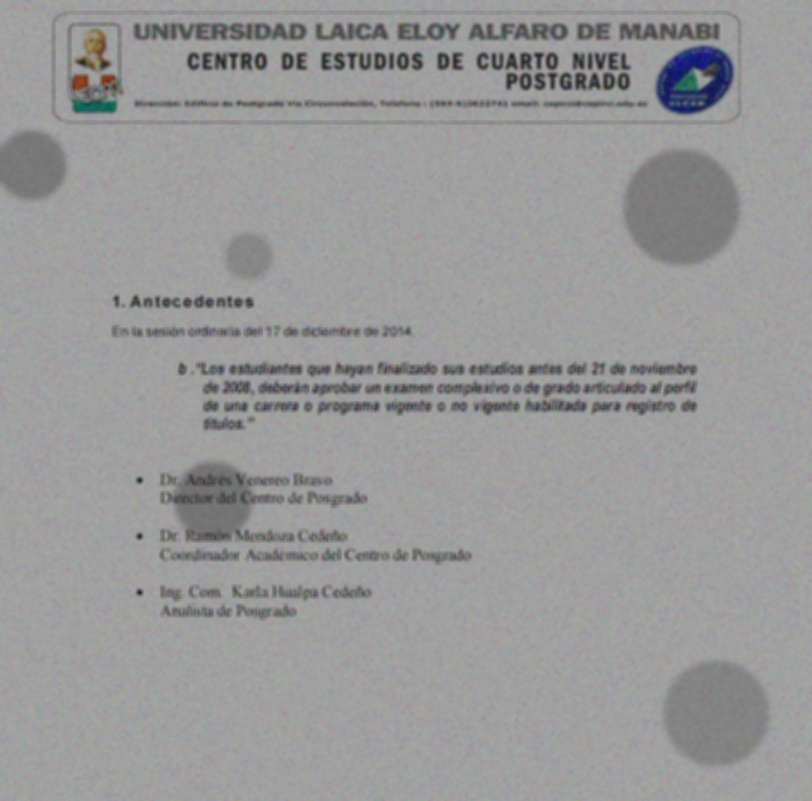 UNIVERSIDAD LAICA ELOY ALFARO DE MANABI
CENTRO DE ESTUDIOS DE CUARTO NIVEL
POSTGRADO
Dirección: Edificio de Postgrado Vía Circunvalación, Teléfono :
1. Antecedentes
En la sesión ordinaria del 17 de diciembre de 2014.
b ."Los estudiantes que hayan finalizado sus estudios antes del 21 de noviembre
de 2008, deberán aprobar un examen complexivo o de grado articulado al perfil
de una carrera o programa vigente o no vigente habilitada para registro de
títulos."
• Dr. Andrés Venereo Bravo
Director del Centro de Posgrado
• Dr. Ramón Mendoza Cedeño
Coordinador Académico del Centro de Posgrado
• Ing. Com. Karla Hualpa Cedeño
Analista de Posgrado